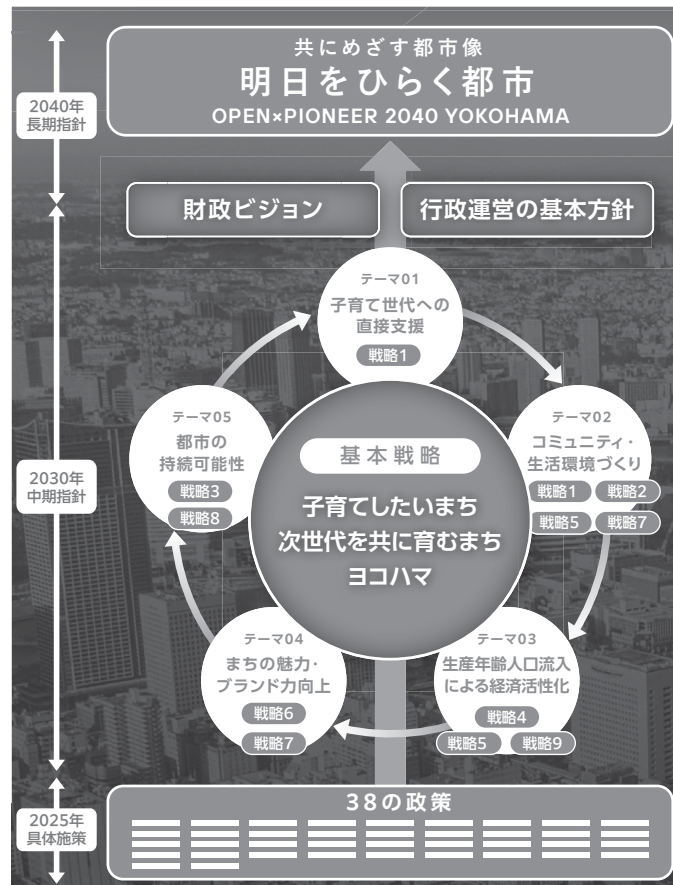 共にめざす都市像
明日をひらく都市
OPEN×PIONEER 2040 YOKOHAMA
2040年
長期指針
財政ビジョン
行政運営の基本方針
テーマ01
子育て世代への
直接支援
戦略1
テーマ05
都市の
持続可能性
戦略3
戦略8
テーマ02
コミュニティ・
生活環境づくり
戦略1 戦略2
戦略5 戦略7
基本戦略
子育てしたいまち
次世代を共に育むまち
ヨコハマ
2030年
中期指針
テーマ04
まちの魅力・
ブランド力向上
戦略6
戦略7
テーマ03
生産年齢人口流入
による経済活性化
戦略4
戦略5 戦略9
38の政策
2025年
具体施策